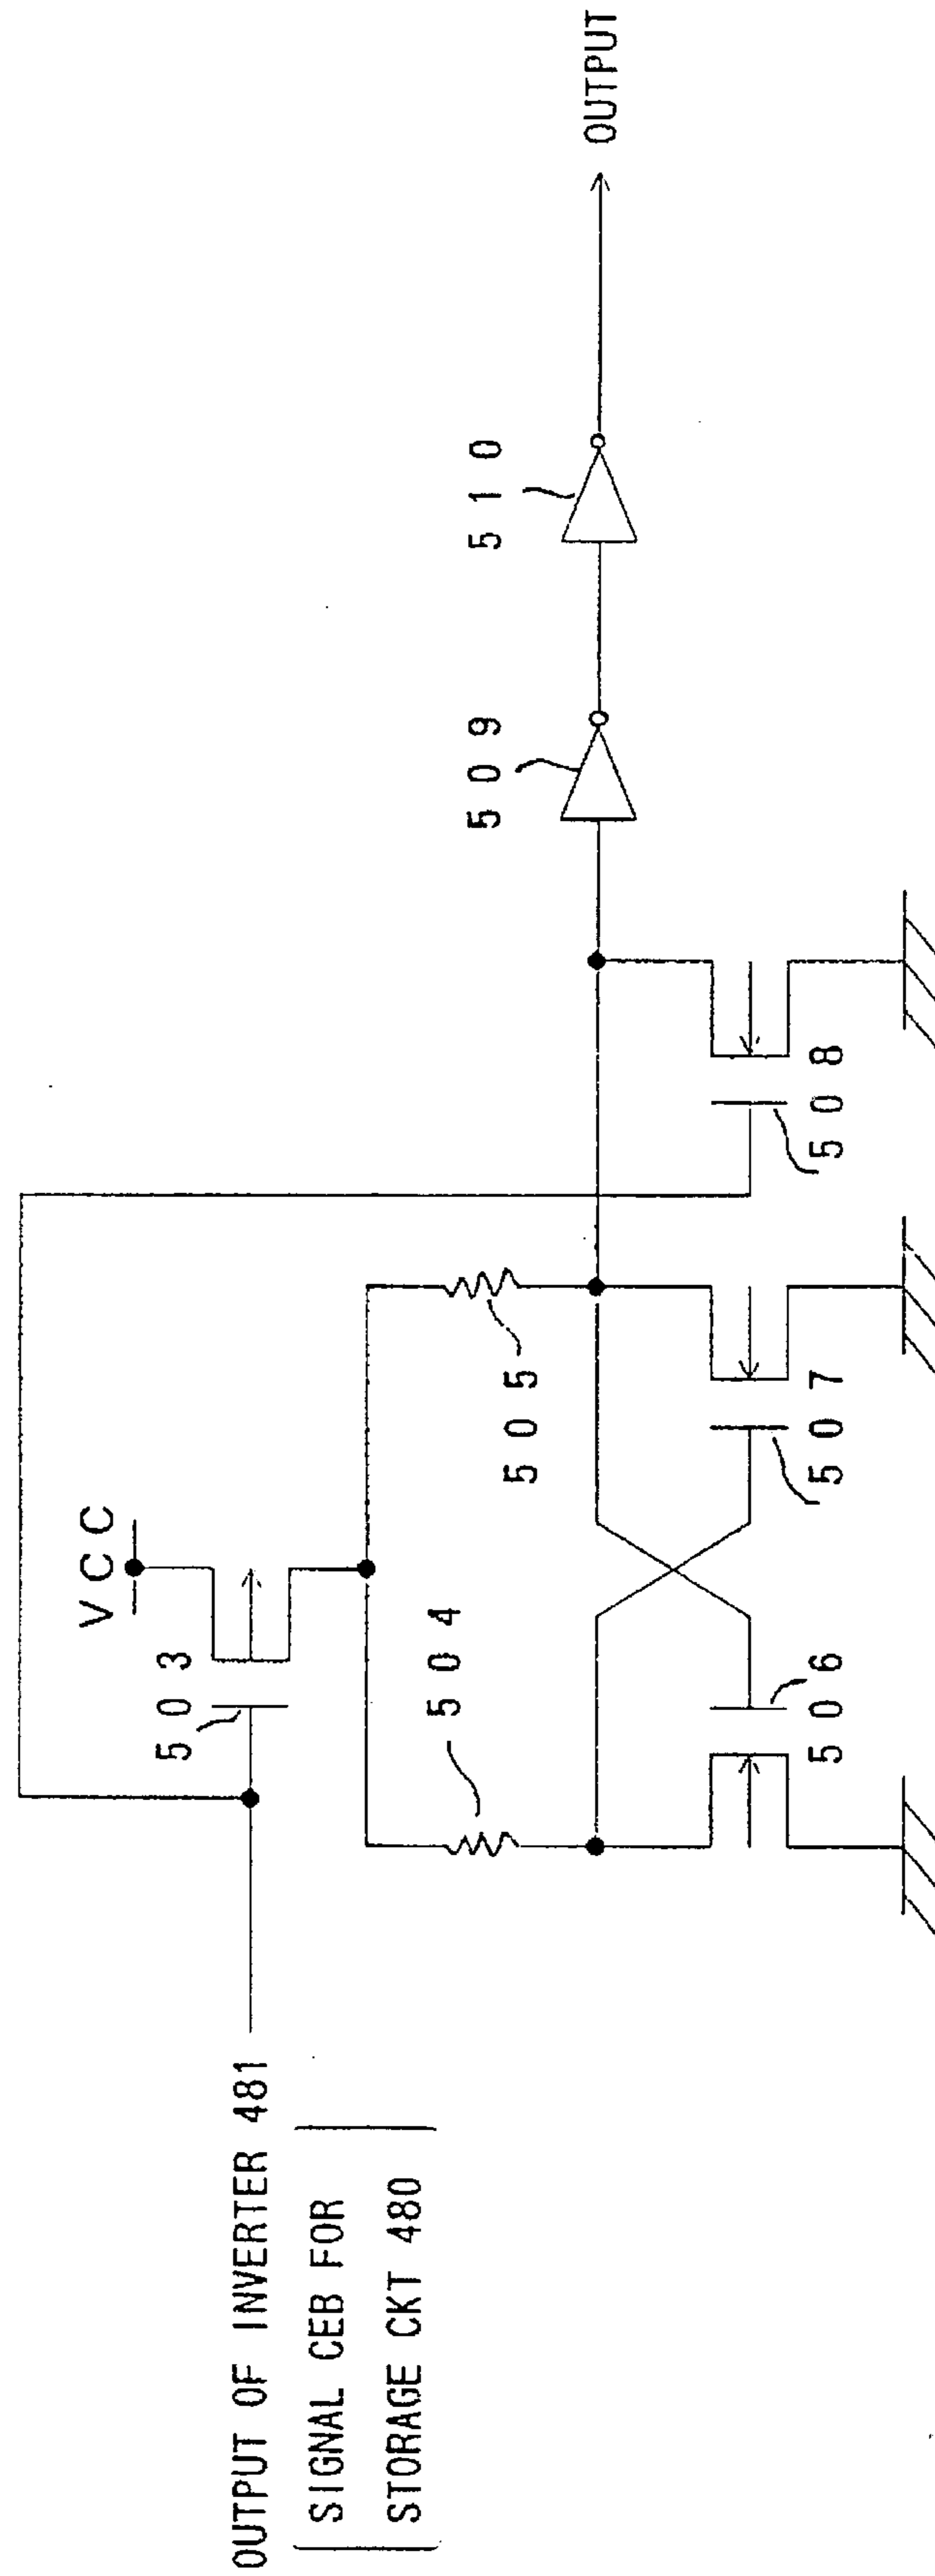 OUTPUT OF INVERTER 481
SIGNAL CEB FOR
STORAGE CKT 480
VCC
503
504
505
506
507
508
509
510
OUTPUT